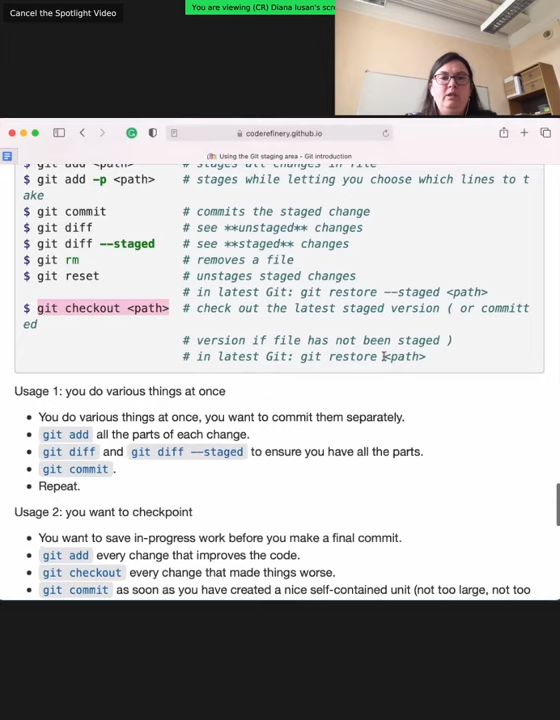 Cancel the Spotlight Video
You are viewing (CR) Diana Iusan's scre
coderefinery.github.io
Using the Git staging area - Git introduction
$ git add <path> # stages all changes in file
$ git add -p <path> # stages while letting you choose which lines to t
ake
$ git commit # commits the staged change
$ git diff # see **unstaged** changes
$ git diff --staged # see **staged** changes
$ git rm # removes a file
$ git reset # unstages staged changes
# in latest Git: git restore --staged <path>
$ git checkout <path> # check out the latest staged version ( or committ
ed
# version if file has not been staged )
# in latest Git: git restore <path>
Usage 1: you do various things at once
• You do various things at once, you want to commit them separately.
• git add all the parts of each change.
• git diff and git diff --staged to ensure you have all the parts.
• git commit .
• Repeat.
Usage 2: you want to checkpoint
• You want to save in-progress work before you make a final commit.
• git add every change that improves the code.
• git checkout every change that made things worse.
• git commit as soon as you have created a nice self-contained unit (not too large, not too